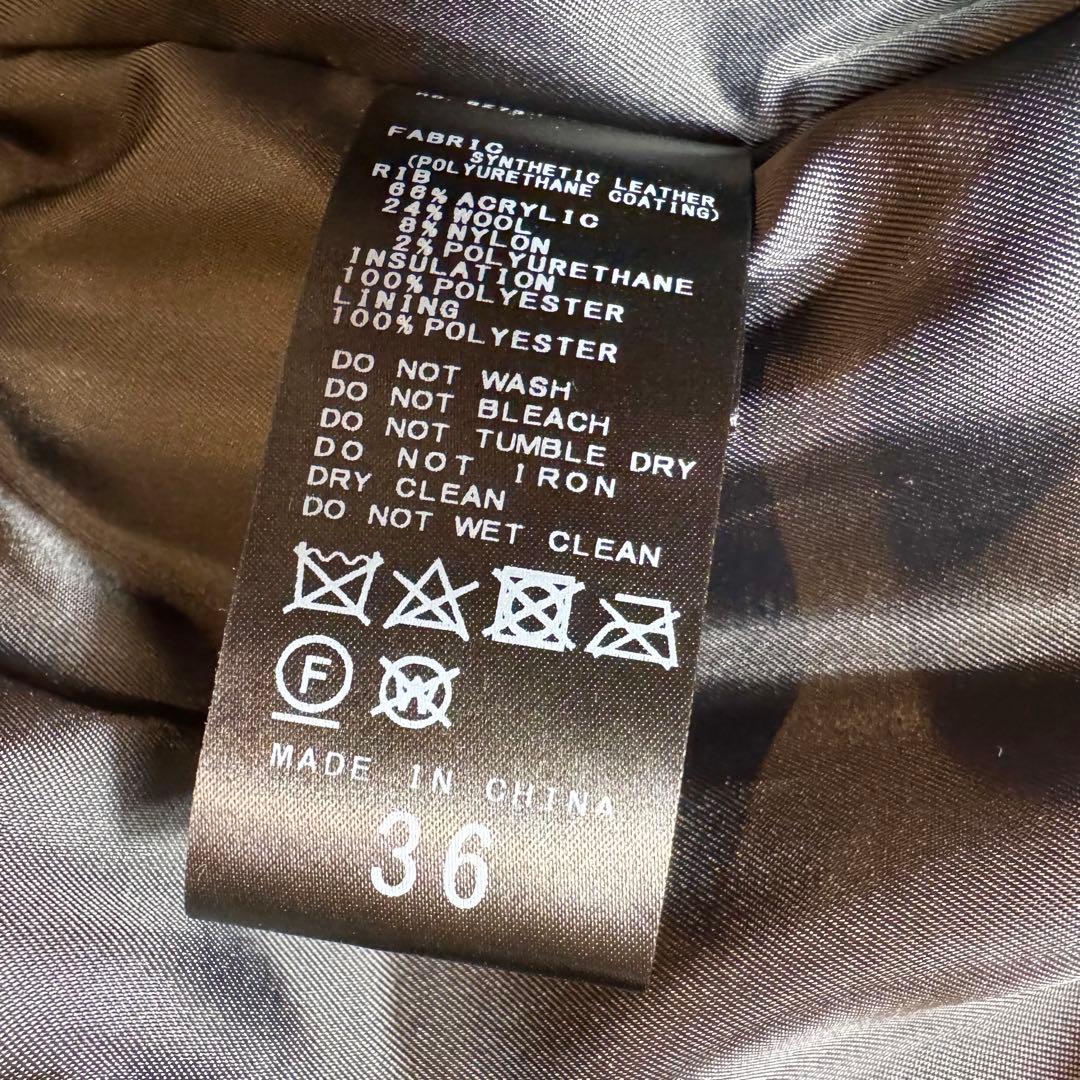 FABRIC
SYNTHETIC LEATHER
(POLYURETHANE COATING)
RIB
66% ACRYLIC
24% WOOL
8% NYLON
2% POLYURETHANE
INSULATION
100% POLYESTER
LINING
100% POLYESTER
DO NOT WASH
DO NOT BLEACH
DO NOT TUMBLE DRY
DO NOT IRON
DRY CLEAN
DO NOT WET CLEAN
F W
MADE IN CHINA
36